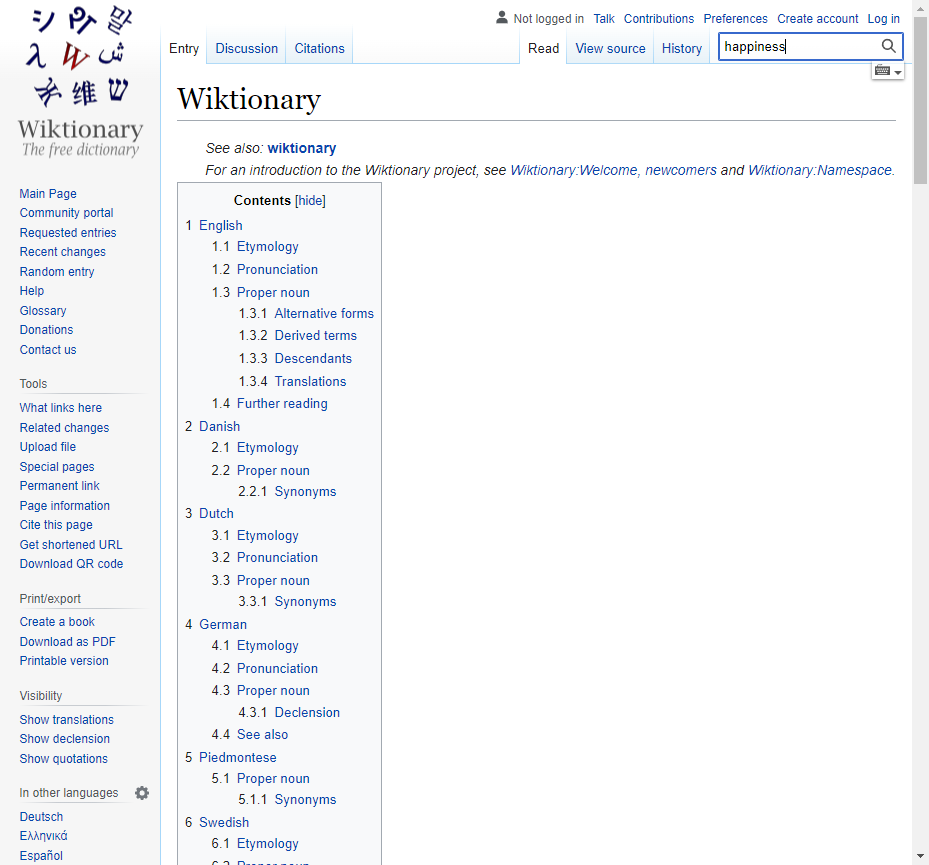 Wiktionary
The free dictionary
Main Page
Community portal
Requested entries
Recent changes
Random entry
Help
Glossary
Donations
Contact us
Tools
What links here
Related changes
Upload file
Special pages
Permanent link
Page information
Cite this page
Get shortened URL
Download QR code
Print/export
Create a book
Download as PDF
Printable version
Visibility
Show translations
Show declension
Show quotations
In other languages
Deutsch
Ελληνικά
Español
Not logged in Talk Contributions Preferences Create account Log in
Entry Discussion Citations Read View source History happiness
Wiktionary
See also: wiktionary
For an introduction to the Wiktionary project, see Wiktionary:Welcome, newcomers and Wiktionary:Namespace.
Contents [hide]
1 English
1.1 Etymology
1.2 Pronunciation
1.3 Proper noun
1.3.1 Alternative forms
1.3.2 Derived terms
1.3.3 Descendants
1.3.4 Translations
1.4 Further reading
2 Danish
2.1 Etymology
2.2 Proper noun
2.2.1 Synonyms
3 Dutch
3.1 Etymology
3.2 Pronunciation
3.3 Proper noun
3.3.1 Synonyms
4 German
4.1 Etymology
4.2 Pronunciation
4.3 Proper noun
4.3.1 Declension
4.4 See also
5 Piedmontese
5.1 Proper noun
5.1.1 Synonyms
6 Swedish
6.1 Etymology